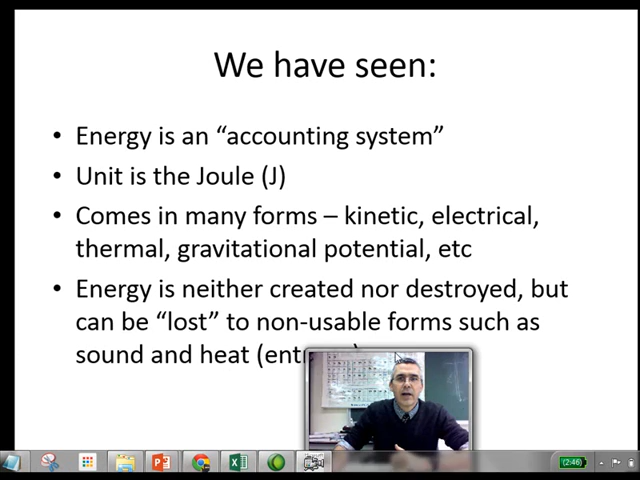 We have seen:
• Energy is an “accounting system”
• Unit is the Joule (J)
• Comes in many forms – kinetic, electrical,
thermal, gravitational potential, etc
• Energy is neither created nor destroyed, but
can be “lost” to non-usable forms such as
sound and heat
(2:46)